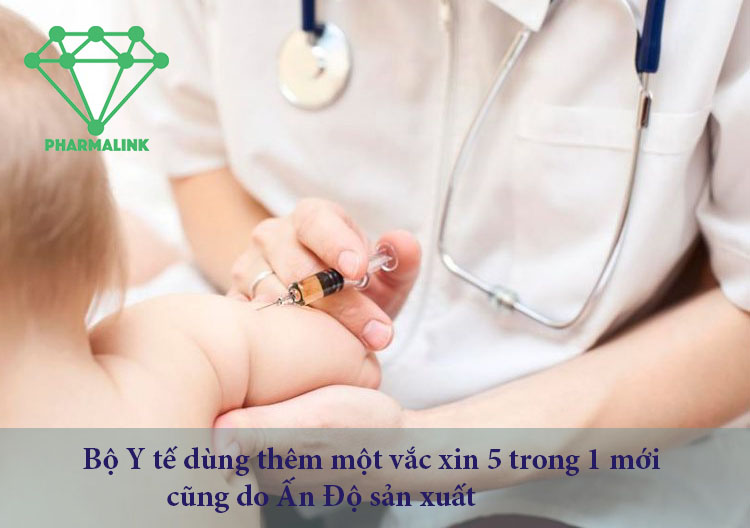 PHARMALINK
Bộ Y tế dùng thêm một vắc xin 5 trong 1 mới
cũng do Ấn Độ sản xuất